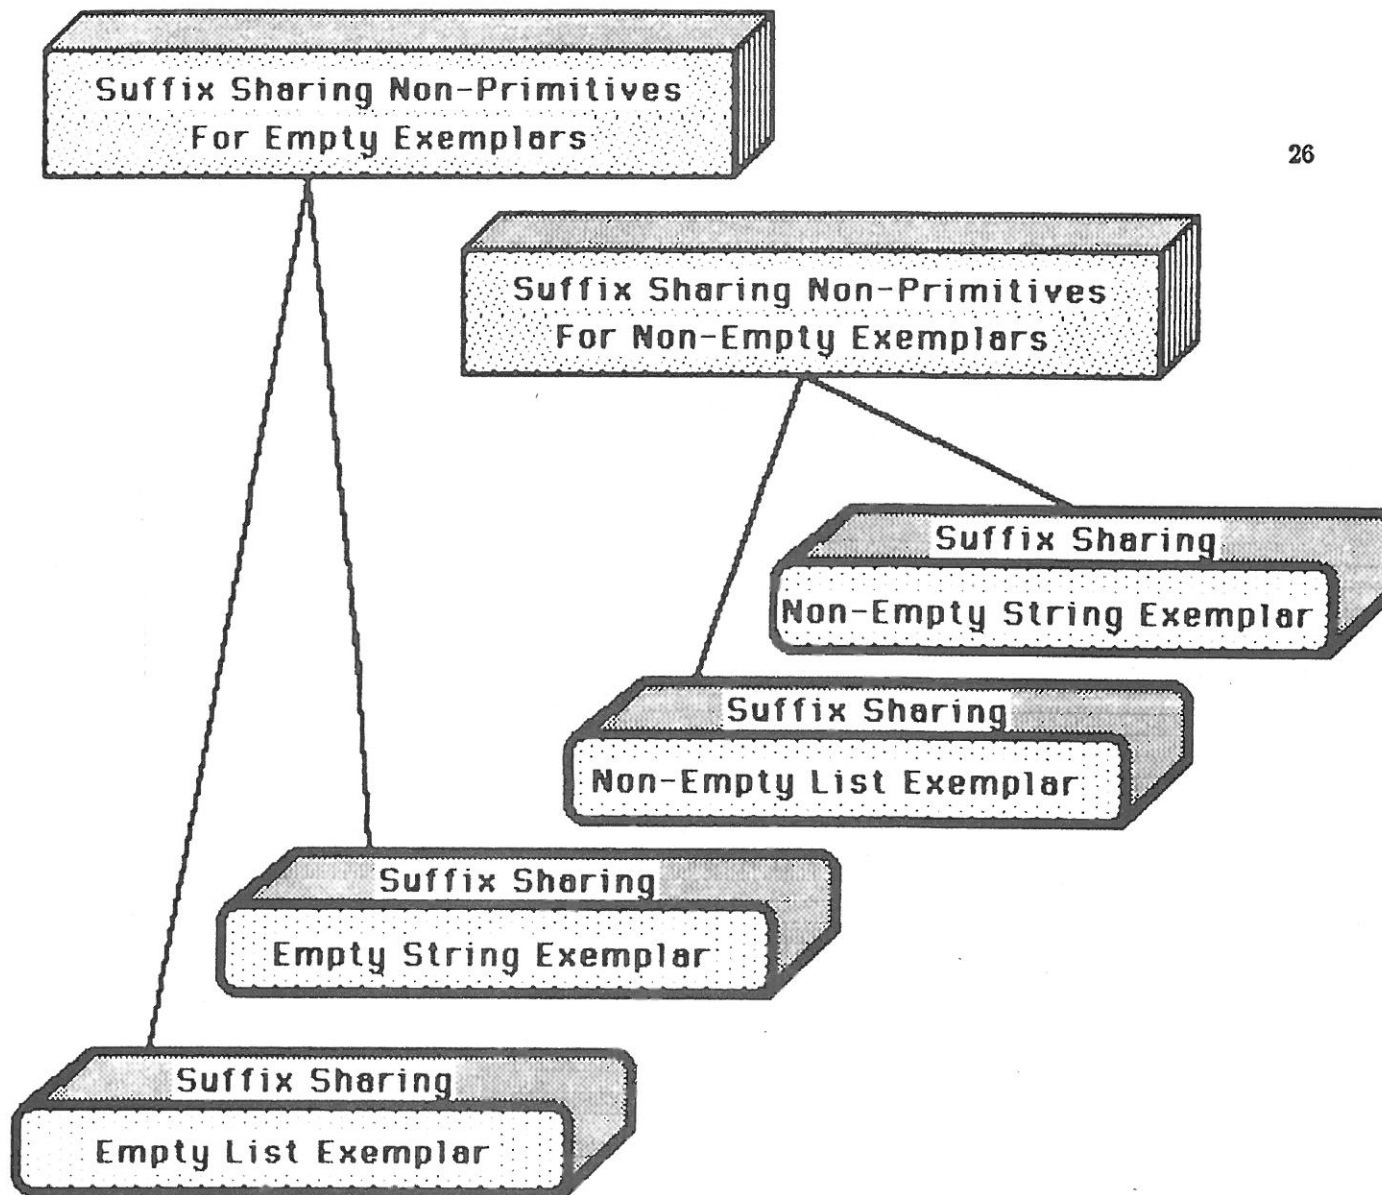 Suffix Sharing Non-Primitives
For Empty Exemplars
26
Suffix Sharing Non-Primitives
For Non-Empty Exemplars
Suffix Sharing
Non-Empty String Exemplar
Suffix Sharing
Non-Empty List Exemplar
Suffix Sharing
Empty String Exemplar
Suffix Sharing
Empty List Exemplar